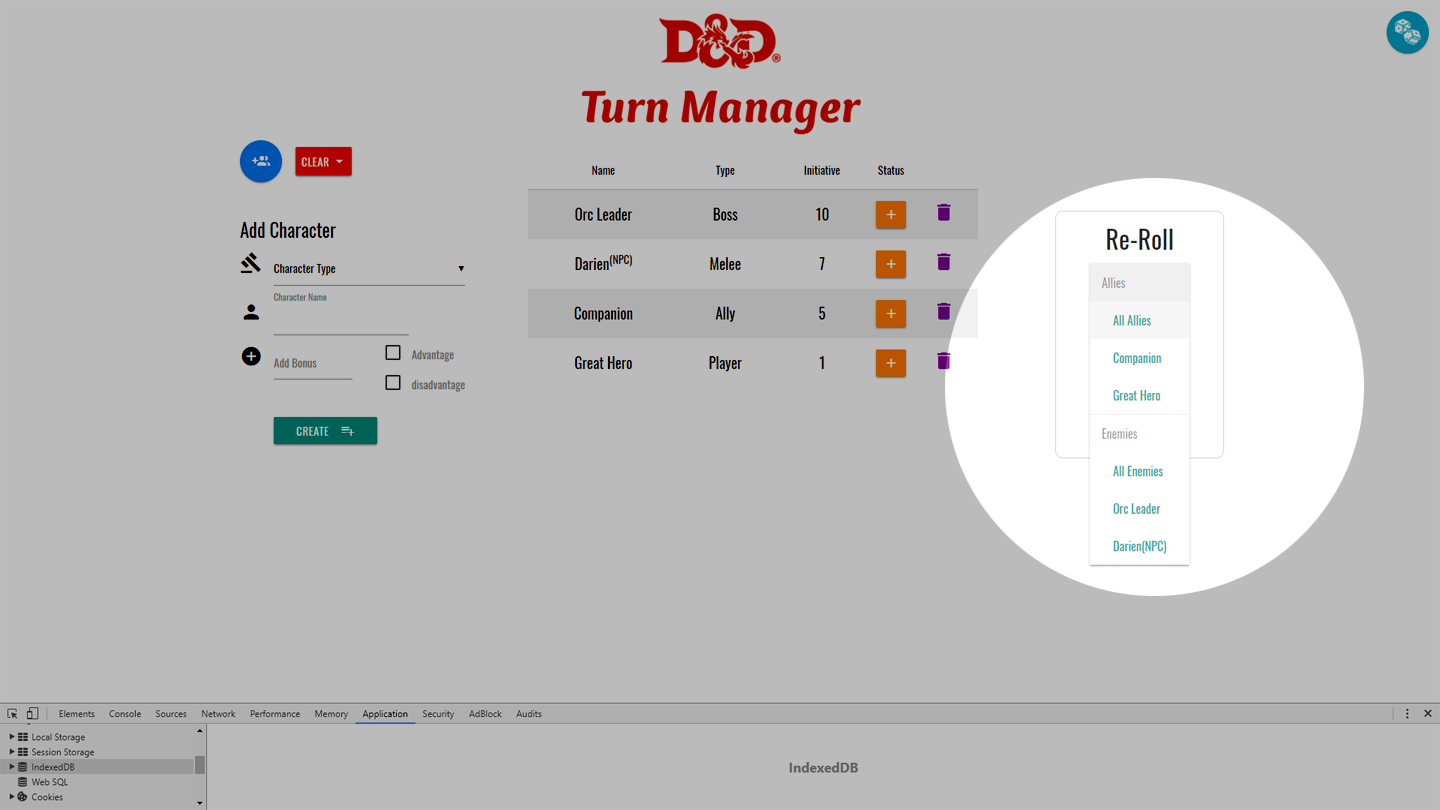 D&D®
Turn Manager
CLEAR
Add Character
Character Type
Character Name
Add Bonus
Advantage
disadvantage
CREATE
Name Type Initiative Status
Orc Leader Boss 10 +
Darien(NPC) Melee 7 +
Companion Ally 5 +
Great Hero Player 1 +
Re-Roll
Allies
All Allies
Companion
Great Hero
Enemies
All Enemies
Orc Leader
Darien(NPC)
Elements Console Sources Network Performance Memory Application Security AdBlock Audits
Local Storage
Session Storage
IndexedDB
Web SQL
Cookies
IndexedDB